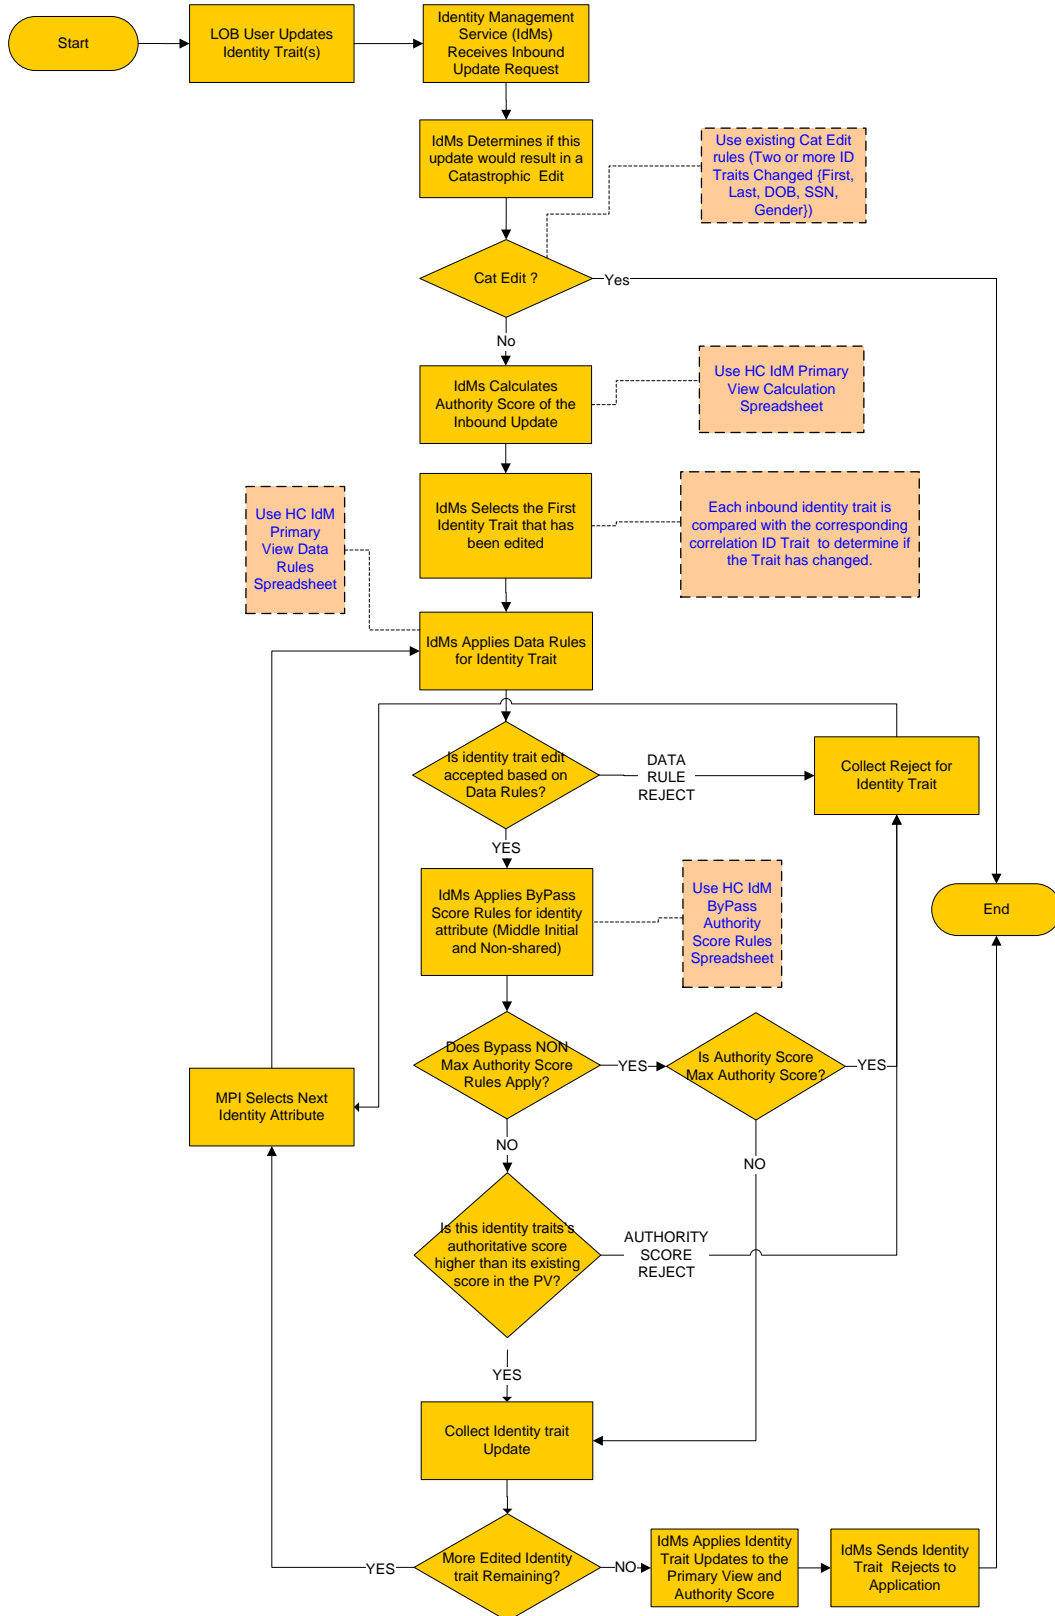 Start
LOB User Updates
Identity Trait(s)
Identity Management
Service (IdMs)
Receives Inbound
Update Request
IdMs Determines if this
update would result in a
Catastrophic  Edit
Use existing Cat Edit
rules (Two or more ID
Traits Changed {First,
Last, DOB, SSN,
Gender})
Cat Edit ?
Yes
No
IdMs Calculates
Authority Score of the
Inbound Update
Use HC IdM Primary
View Calculation
Spreadsheet
IdMs Selects the First
Identity Trait that has
been edited
Each inbound identity trait is
compared with the corresponding
correlation ID Trait  to determine if
the Trait has changed.
Use HC IdM
Primary
View Data
Rules
Spreadsheet
IdMs Applies Data Rules
for Identity Trait
Is identity trait edit
accepted based on
Data Rules?
DATA
RULE
REJECT
Collect Reject for
Identity Trait
YES
IdMs Applies ByPass
Score Rules for identity
attribute (Middle Initial
and Non-shared)
Use HC IdM
ByPass
Authority
Score Rules
Spreadsheet
End
Does Bypass NON
Max Authority Score
Rules Apply?
YES
Is Authority Score
Max Authority Score?
YES
MPI Selects Next
Identity Attribute
NO
NO
Is this identity traits's
authoritative score
higher than its existing
score in the PV?
AUTHORITY
SCORE
REJECT
YES
Collect Identity trait
Update
More Edited Identity
trait Remaining?
YES
NO
IdMs Applies Identity
Trait Updates to the
Primary View and
Authority Score
IdMs Sends Identity
Trait  Rejects to
Application